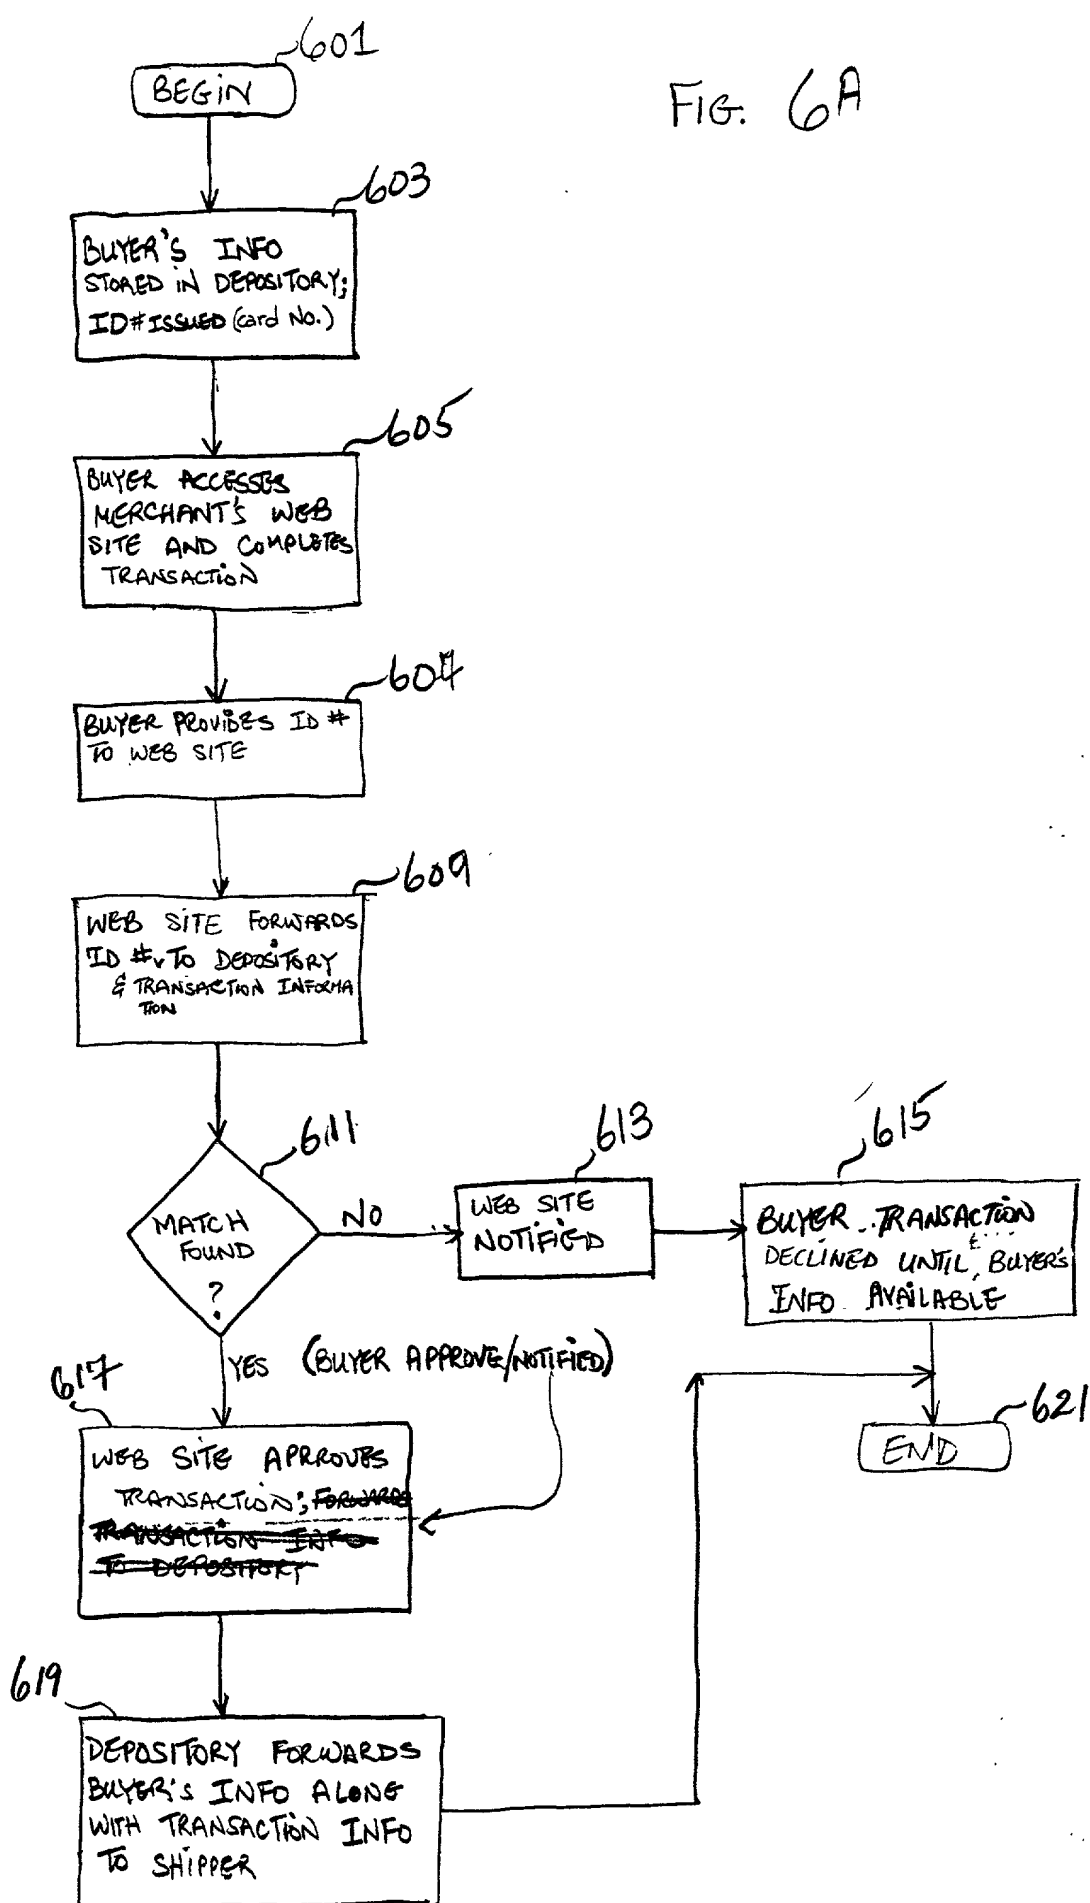 601
BEGIN
FIG. 6A
603
BUYER'S INFO
STORED IN DEPOSITORY;
ID# ISSUED (card No.)
605
BUYER ACCESSES
MERCHANT'S WEB
SITE AND COMPLETES
TRANSACTION
607
BUYER PROVIDES ID #
TO WEB SITE
609
WEB SITE FORWARDS
ID # TO DEPOSITORY
& TRANSACTION INFORMA
TION
611
MATCH
FOUND
?
NO
613
WEB SITE
NOTIFIED
615
BUYER TRANSACTION
DECLINED UNTIL BUYER'S
INFO AVAILABLE
YES (BUYER APPROVE/NOTIFIED)
617
WEB SITE APRROVES
TRANSACTION; FORWARDS
TRANSACTION INFO
TO DEPOSITORY
621
END
619
DEPOSITORY FORWARDS
BUYER'S INFO ALONG
WITH TRANSACTION INFO
TO SHIPPER